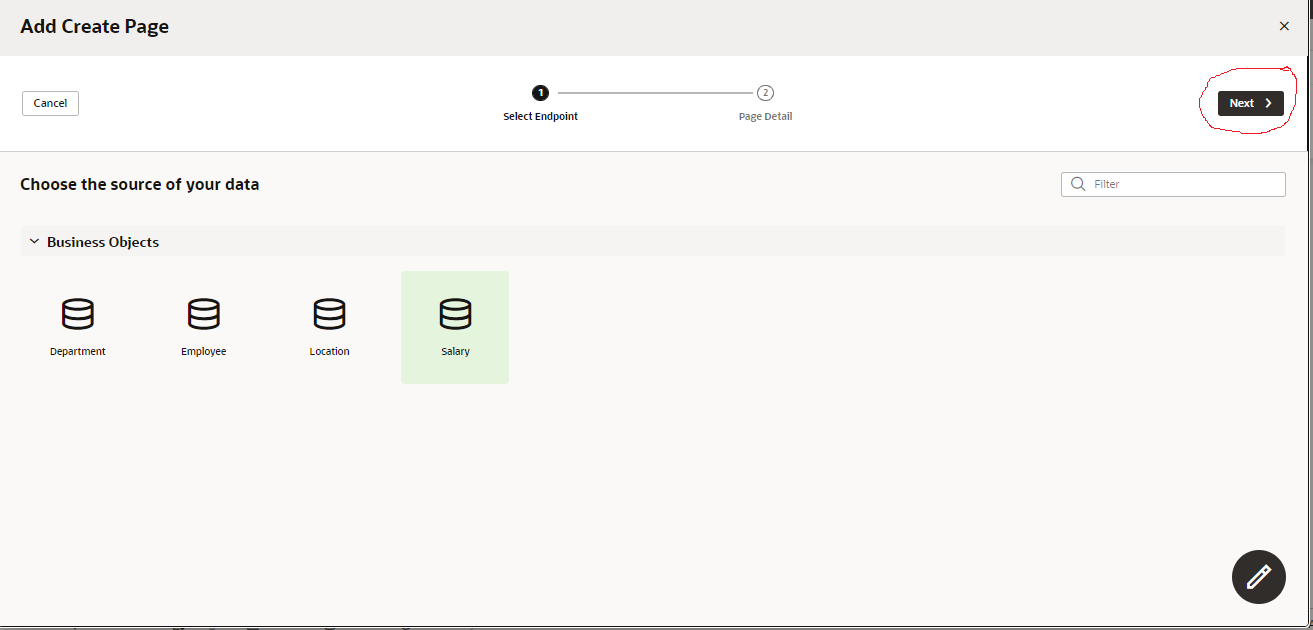 Add Create Page
Cancel
1
2
Select Endpoint
Page Detail
Next
Choose the source of your data
Filter
Business Objects
Department
Employee
Location
Salary